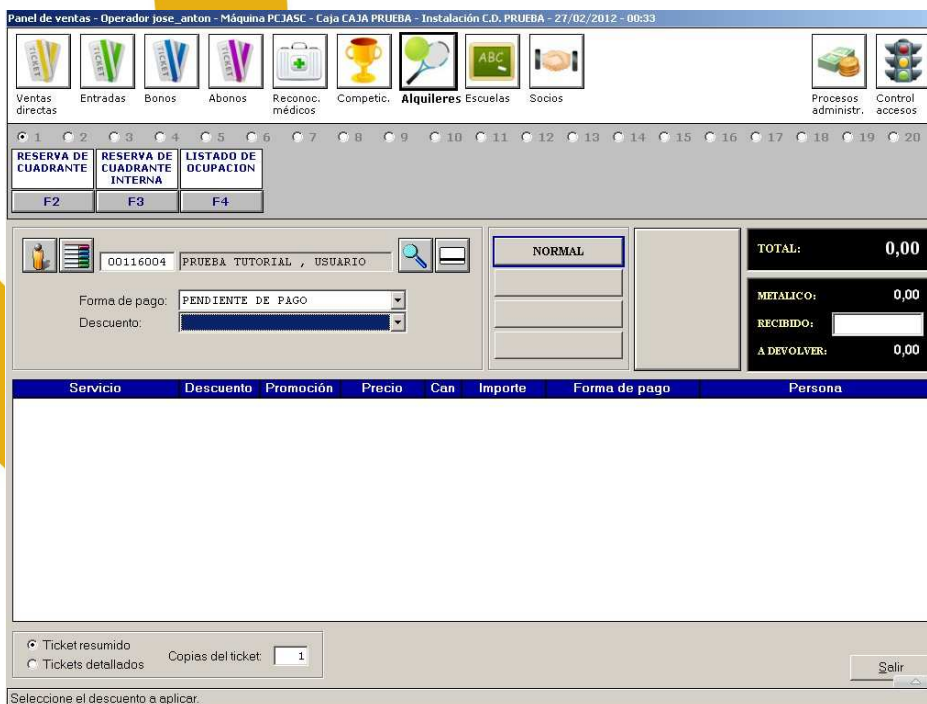 Panel de ventas - Operador jose_anton - Máquina PCJASC - Caja CAJA PRUEBA - Instalación C.D. PRUEBA - 27/02/2012 - 00:33
TICKET TICKET TICKET TICKET ABC
Ventas directas Entradas Bonos Abonos Reconoc. médicos Competic. Alquileres Escuelas Socios Procesos administr. Control accesos
1 2 3 4 5 6 7 8 9 10 11 12 13 14 15 16 17 18 19 20
RESERVA DE CUADRANTE RESERVA DE CUADRANTE INTERNA LISTADO DE OCUPACION
F2 F3 F4
00116004 PRUEBA TUTORIAL , USUARIO NORMAL TOTAL: 0,00
Forma de pago: PENDIENTE DE PAGO METALICO: 0,00
Descuento: RECIBIDO:
A DEVOLVER: 0,00
Servicio Descuento Promoción Precio Can Importe Forma de pago Persona
Ticket resumido
Tickets detallados Copias del ticket: 1
Salir
Seleccione el descuento a aplicar.